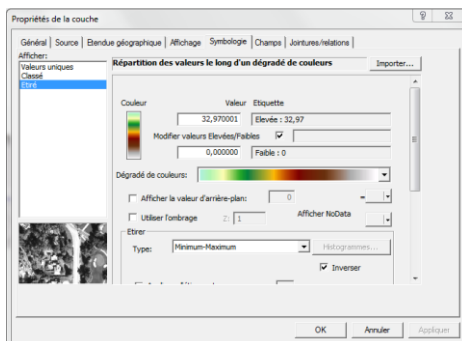 Propriétés de la couche
Général | Source | Etendue géographique | Affichage | Symbologie | Champs | Jointures/relations
Afficher:
Valeurs uniques
Classé
Etiré
Répartition des valeurs le long d'un dégradé de couleurs
Importer...
Couleur Valeur Etiquette
32,970001 Elevée : 32,97
Modifier valeurs Elevées/Faibles
0,000000 Faible : 0
Dégradé de couleurs:
Afficher la valeur d'arrière-plan: 0
Utiliser l'ombrage Z: 1 Afficher NoData
Etirer
Type: Minimum-Maximum Histogrammes...
Inverser
OK Annuler Appliquer